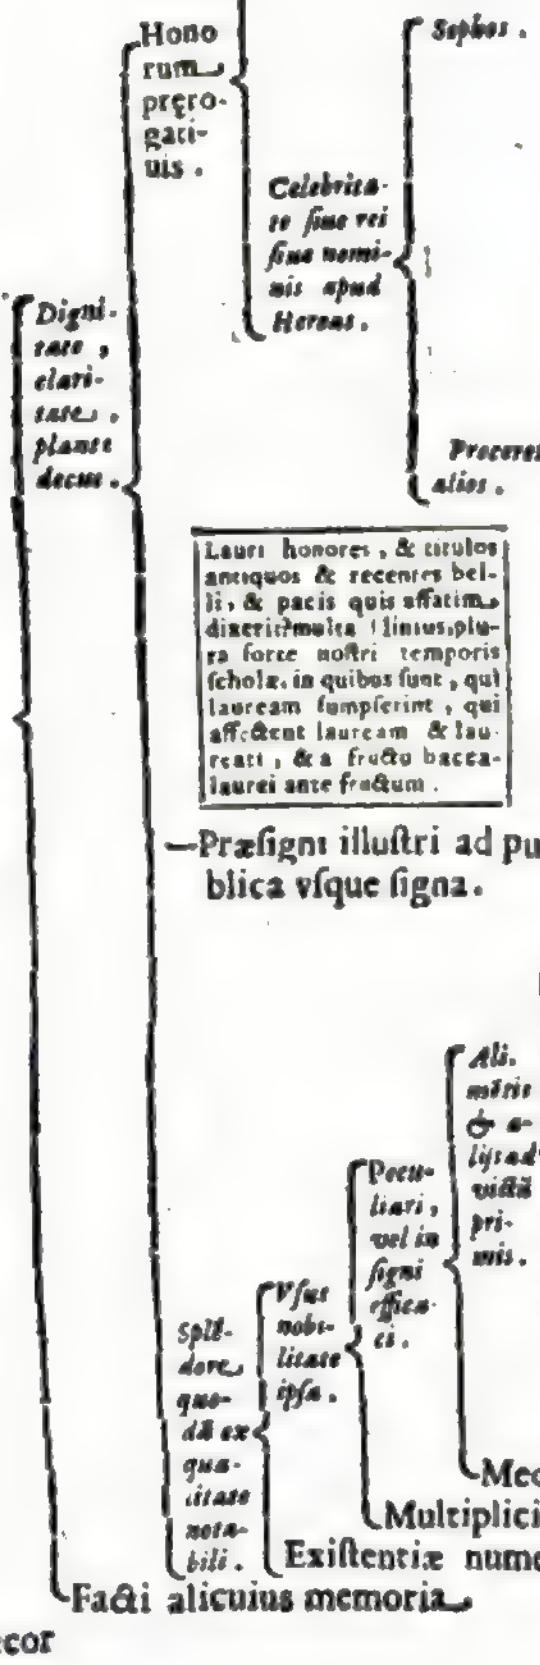 Hono
rum
pręro-
gati-
uis .
Sophos .
Celebrita-
te ſiue rei
ſiue nomi-
nis apud
Heroas .
Digni-
tate ,
clari-
tate ,
plantę
decus .
Proceres
alios .
Lauri honores , & titulos
antiquos & recentes bel-
li, & pacis quis affatim
dixerit? multa Plinius, plu-
ra forte noſtri temporis
ſcholæ, in quibus ſunt , qui
lauream ſumpſerint , qui
affectent lauream & lau-
reati , & a fructu bacca-
laurei ante fructum .
Præſigni illuſtri ad pu
blica vſque ſigna .
Ali-
mētis
& a-
lijs ad
victū
pri-
mis .
Pecu-
liari ,
vel in
ſigni
effica-
ci .
Vſus
nobi-
litate
ipſa .
Splē-
dore
quo-
dā ex
qua-
litate
nota-
bili .
Med
Multiplici
Exiſtentiæ nume
Facti alicuius memoria
ecor